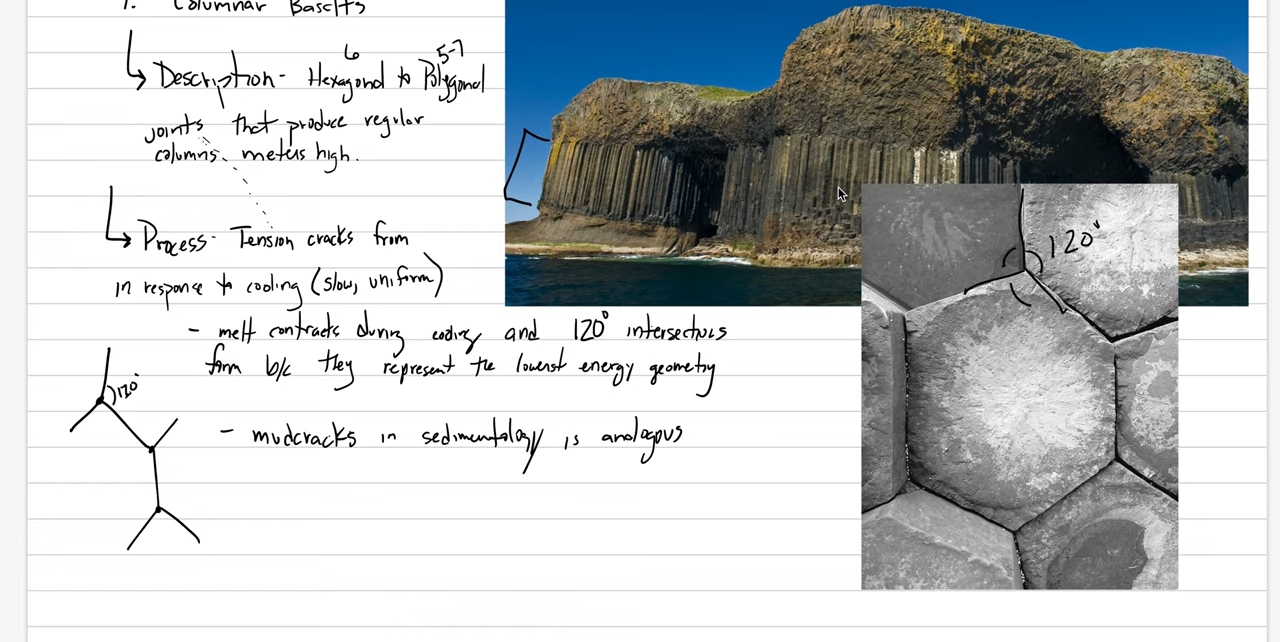 1. Columnar Basalts
6 5-7
Description- Hexagonal to Polygonal
joints that produce regular
columns. meters high.
Process- Tension cracks from
in response to cooling (slow, uniform)
- melt contracts during cooling and 120° intersections
form b/c they represent the lowest energy geometry
120°
- mudcracks in sedimentology is analogous
120°